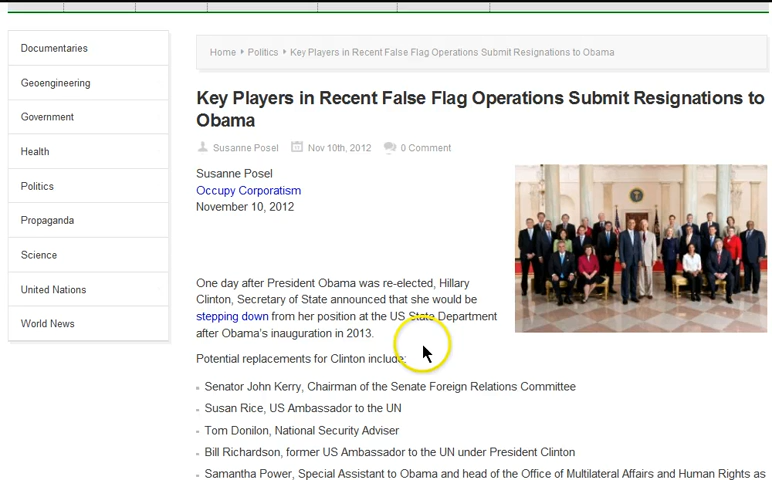 Home Politics Key Players in Recent False Flag Operations Submit Resignations to Obama
Documentaries
Geoengineering
Government
Health
Politics
Propaganda
Science
United Nations
World News
Key Players in Recent False Flag Operations Submit Resignations to
Obama
Susanne Posel Nov 10th, 2012 0 Comment
Susanne Posel
Occupy Corporatism
November 10, 2012
One day after President Obama was re-elected, Hillary
Clinton, Secretary of State announced that she would be
stepping down from her position at the US State Department
after Obama's inauguration in 2013.
Potential replacements for Clinton include:
Senator John Kerry, Chairman of the Senate Foreign Relations Committee
Susan Rice, US Ambassador to the UN
Tom Donilon, National Security Adviser
Bill Richardson, former US Ambassador to the UN under President Clinton
Samantha Power, Special Assistant to Obama and head of the Office of Multilateral Affairs and Human Rights as